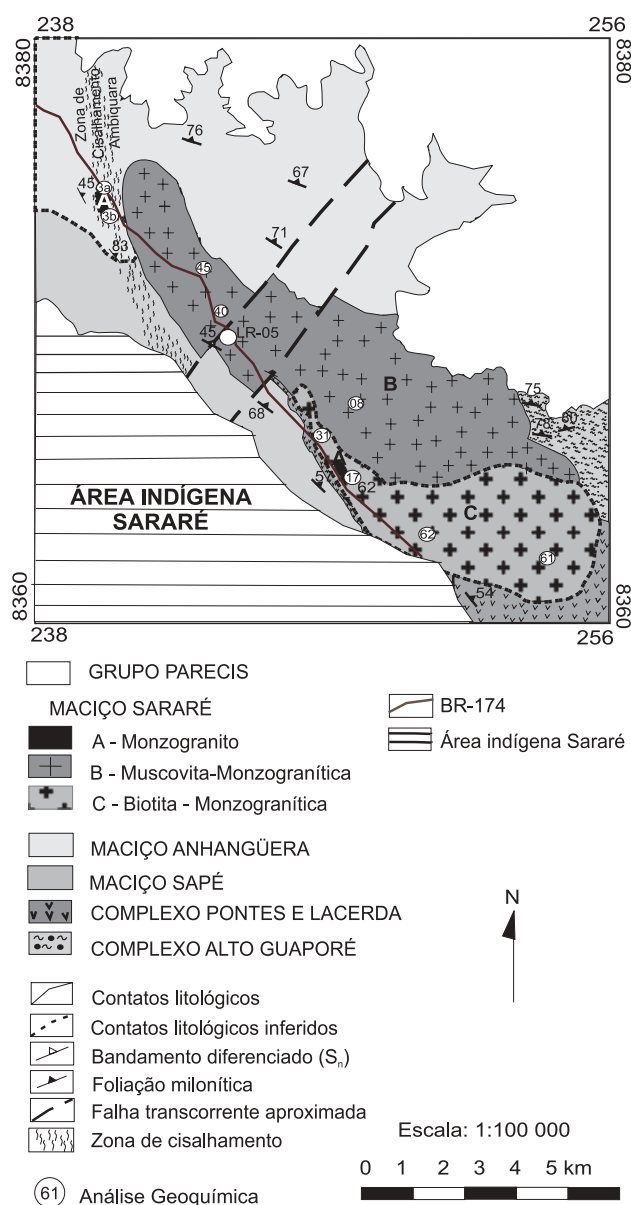 238 256
8380 8380
Zona de
Cisalhamento
Ambiquara
76
67
45 3a
A
3b
71
83
45
40
45 LR-05
B
75
08
80
78
68
31
A
17
57 62
ÁREA INDÍGENA
SARARÉ
C
62
61
54
8360 8360
238 256
GRUPO PARECIS
MACIÇO SARARÉ
BR-174
A - Monzogranito
Área indígena Sararé
B - Muscovita-Monzogranítica
C - Biotita - Monzogranítica
MACIÇO ANHANGÜERA
MACIÇO SAPÉ
N
COMPLEXO PONTES E LACERDA
COMPLEXO ALTO GUAPORÉ
Contatos litológicos
Contatos litológicos inferidos
Bandamento diferenciado (Sn)
Foliação milonítica
Falha transcorrente aproximada
Zona de cisalhamento
Escala: 1:100 000
0 1 2 3 4 5 km
61 Análise Geoquímica